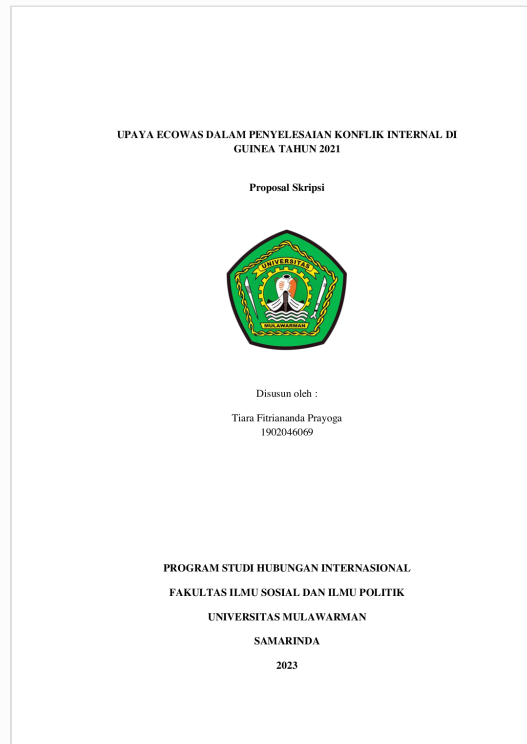 UPAYA ECOWAS DALAM PENYELESAIAN KONFLIK INTERNAL DI
GUINEA TAHUN 2021
Proposal Skripsi
UNIVERSITAS
MULAWARMAN
Disusun oleh :
Tiara Fitriananda Prayoga
1902046069
PROGRAM STUDI HUBUNGAN INTERNASIONAL
FAKULTAS ILMU SOSIAL DAN ILMU POLITIK
UNIVERSITAS MULAWARMAN
SAMARINDA
2023